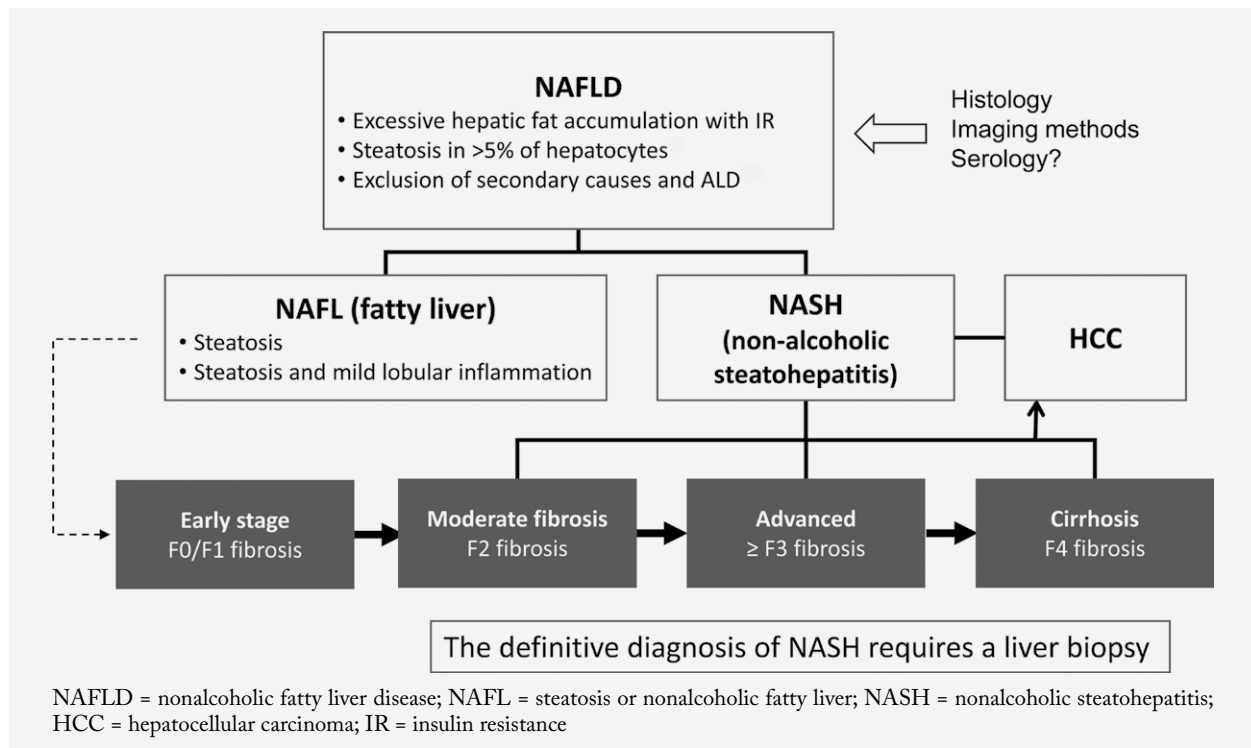 NAFLD
• Excessive hepatic fat accumulation with IR
• Steatosis in >5% of hepatocytes
• Exclusion of secondary causes and ALD
Histology
Imaging methods
Serology?
NAFL (fatty liver)
• Steatosis
• Steatosis and mild lobular inflammation
NASH
(non-alcoholic
steatohepatitis)
HCC
Early stage
F0/F1 fibrosis
Moderate fibrosis
F2 fibrosis
Advanced
≥ F3 fibrosis
Cirrhosis
F4 fibrosis
The definitive diagnosis of NASH requires a liver biopsy
NAFLD = nonalcoholic fatty liver disease; NAFL = steatosis or nonalcoholic fatty liver; NASH = nonalcoholic steatohepatitis;
HCC = hepatocellular carcinoma; IR = insulin resistance